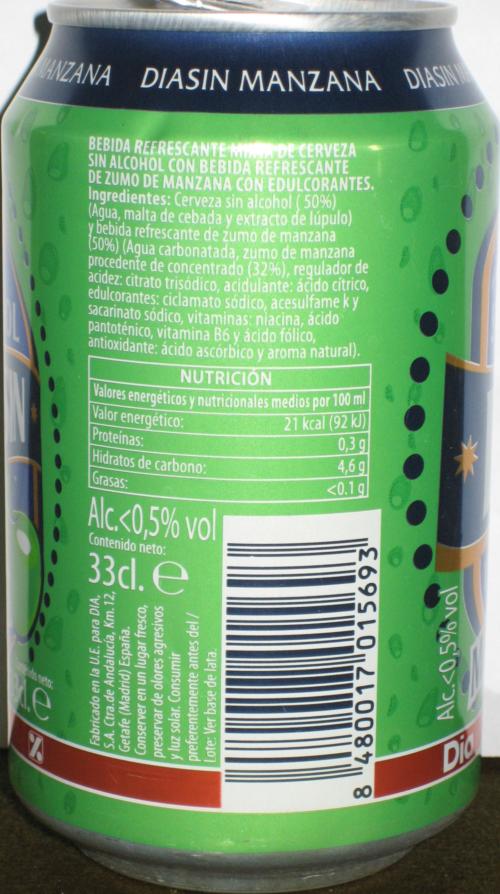 MANZANA DIASIN MANZANA DIASIN M
BEBIDA REFRESCANTE MIXTA DE CERVEZA
SIN ALCOHOL CON BEBIDA REFRESCANTE
DE ZUMO DE MANZANA CON EDULCORANTES.
Ingredientes: Cerveza sin alcohol ( 50%)
(Agua, malta de cebada y extracto de lúpulo)
y bebida refrescante de zumo de manzana
(50%) (Agua carbonatada, zumo de manzana
procedente de concentrado (32%), regulador de
acidez: citrato trisódico, acidulante: ácido cítrico,
edulcorantes: ciclamato sódico, acesulfame k y
sacarinato sódico, vitaminas: niacina, ácido
pantoténico, vitamina B6 y ácido fólico,
antioxidante: ácido ascórbico y aroma natural).
NUTRICIÓN
Valores energéticos y nutricionales medios por 100 ml
Valor energético: 21 kcal (92 kJ)
Proteínas: 0,3 g
Hidratos de carbono: 4,6 g
Grasas: <0.1 g
Alc.<0,5% vol
Contenido neto:
33cl. e
Fabricado en la U.E. para DIA,
S.A. Ctra.de Andalucía, Km.12,
Getafe (Madrid) España.
Conserver en un lugar fresco,
preservar de olores agresivos
y luz solar. Consumir
preferentemente antes del /
Lote: Ver base de lata.
8 480017 015693
Alc.<0,5% vol
neto:
cl.e
Dia